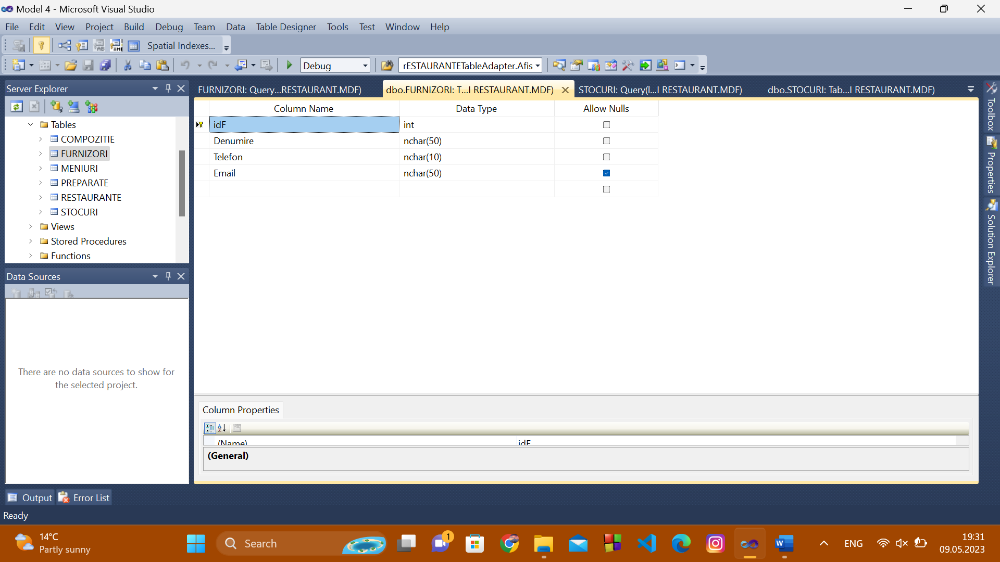 Model 4 - Microsoft Visual Studio
File Edit View Project Build Debug Team Data Table Designer Tools Test Window Help
Spatial Indexes...
Debug rESTAURANTETableAdapter.Afis
Server Explorer
FURNIZORI: Query...RESTAURANT.MDF) dbo.FURNIZORI: T...I RESTAURANT.MDF) STOCURI: Query(l...I RESTAURANT.MDF) dbo.STOCURI: Tab...I RESTAURANT.MDF)
Tables
COMPOZITIE
FURNIZORI
MENIURI
PREPARATE
RESTAURANTE
STOCURI
Views
Stored Procedures
Functions
Column Name Data Type Allow Nulls
idF int
Denumire nchar(50)
Telefon nchar(10)
Email nchar(50)
Toolbox
Properties
Solution Explorer
Data Sources
There are no data sources to show for
the selected project.
Column Properties
(Name) idF
(General)
Output Error List
Ready
14°C
Partly sunny
Search
1
ENG
19:31
09.05.2023